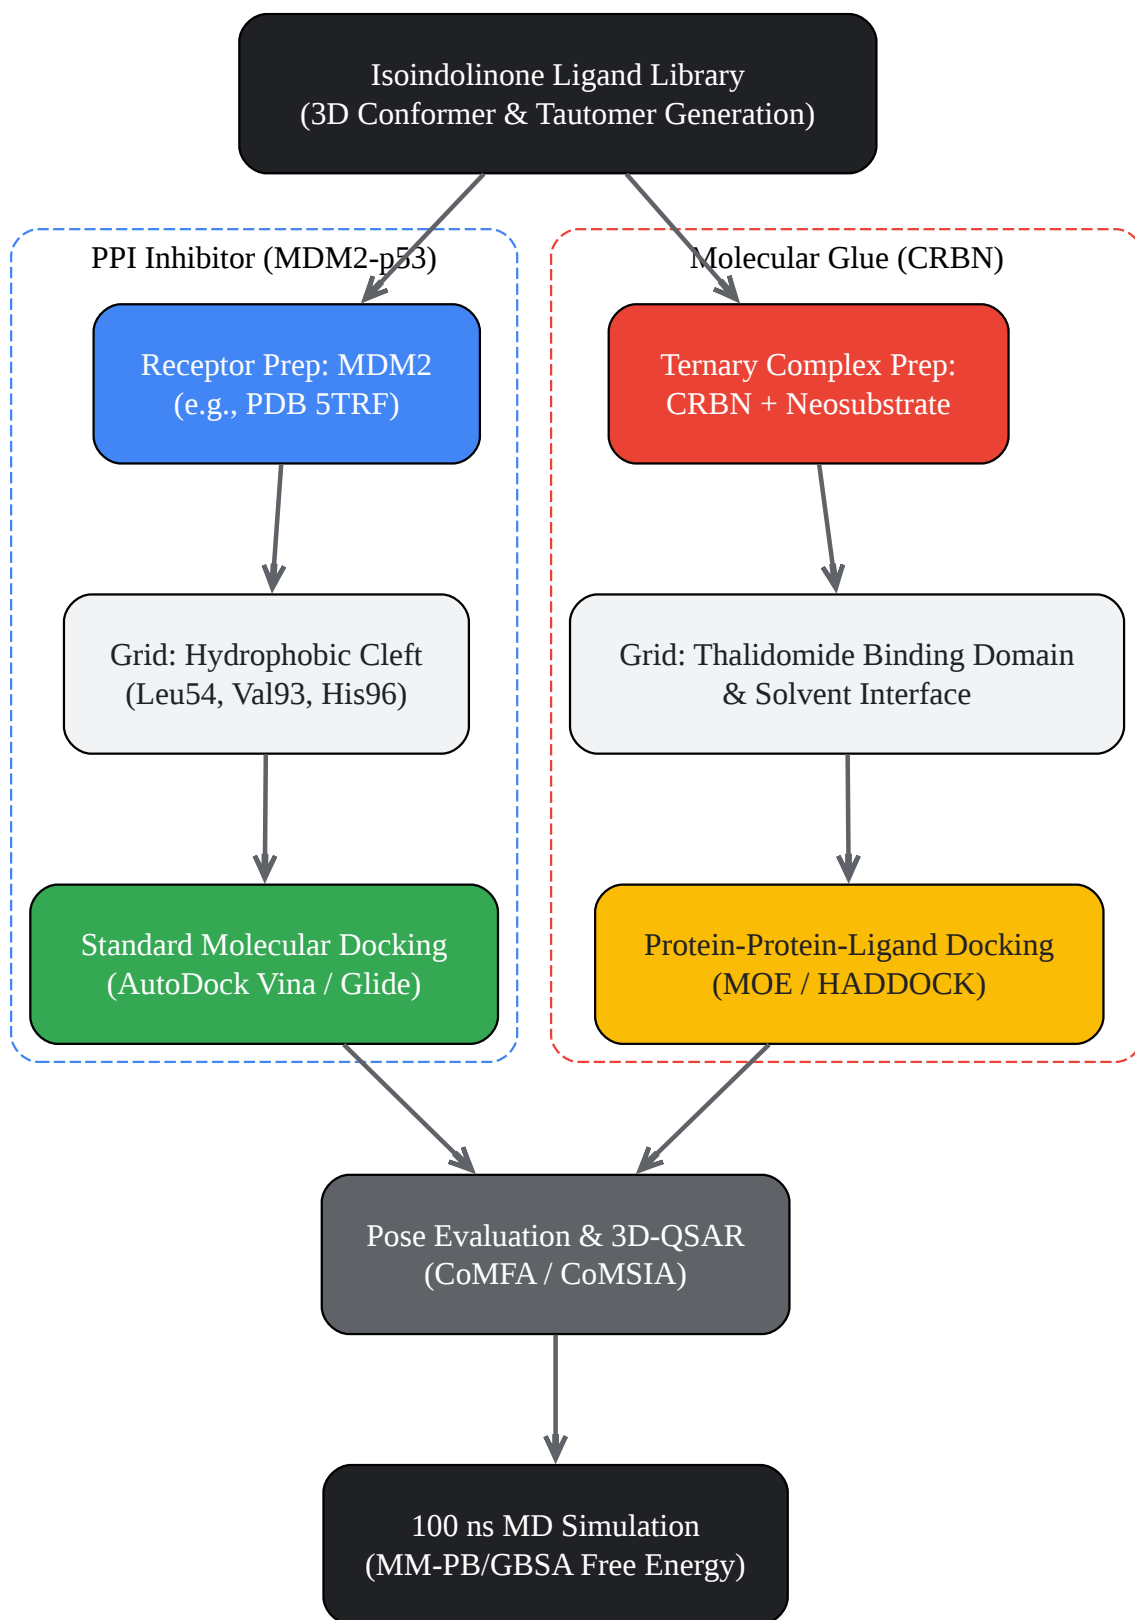 Isoindolinone Ligand Library
(3D Conformer & Tautomer Generation)
PPI Inhibitor (MDM2-p53)
Molecular Glue (CRBN)
Receptor Prep: MDM2
(e.g., PDB 5TRF)
Ternary Complex Prep:
CRBN + Neosubstrate
Grid: Hydrophobic Cleft
(Leu54, Val93, His96)
Grid: Thalidomide Binding Domain
& Solvent Interface
Standard Molecular Docking
(AutoDock Vina / Glide)
Protein-Protein-Ligand Docking
(MOE / HADDOCK)
Pose Evaluation & 3D-QSAR
(CoMFA / CoMSIA)
100 ns MD Simulation
(MM-PB/GBSA Free Energy)